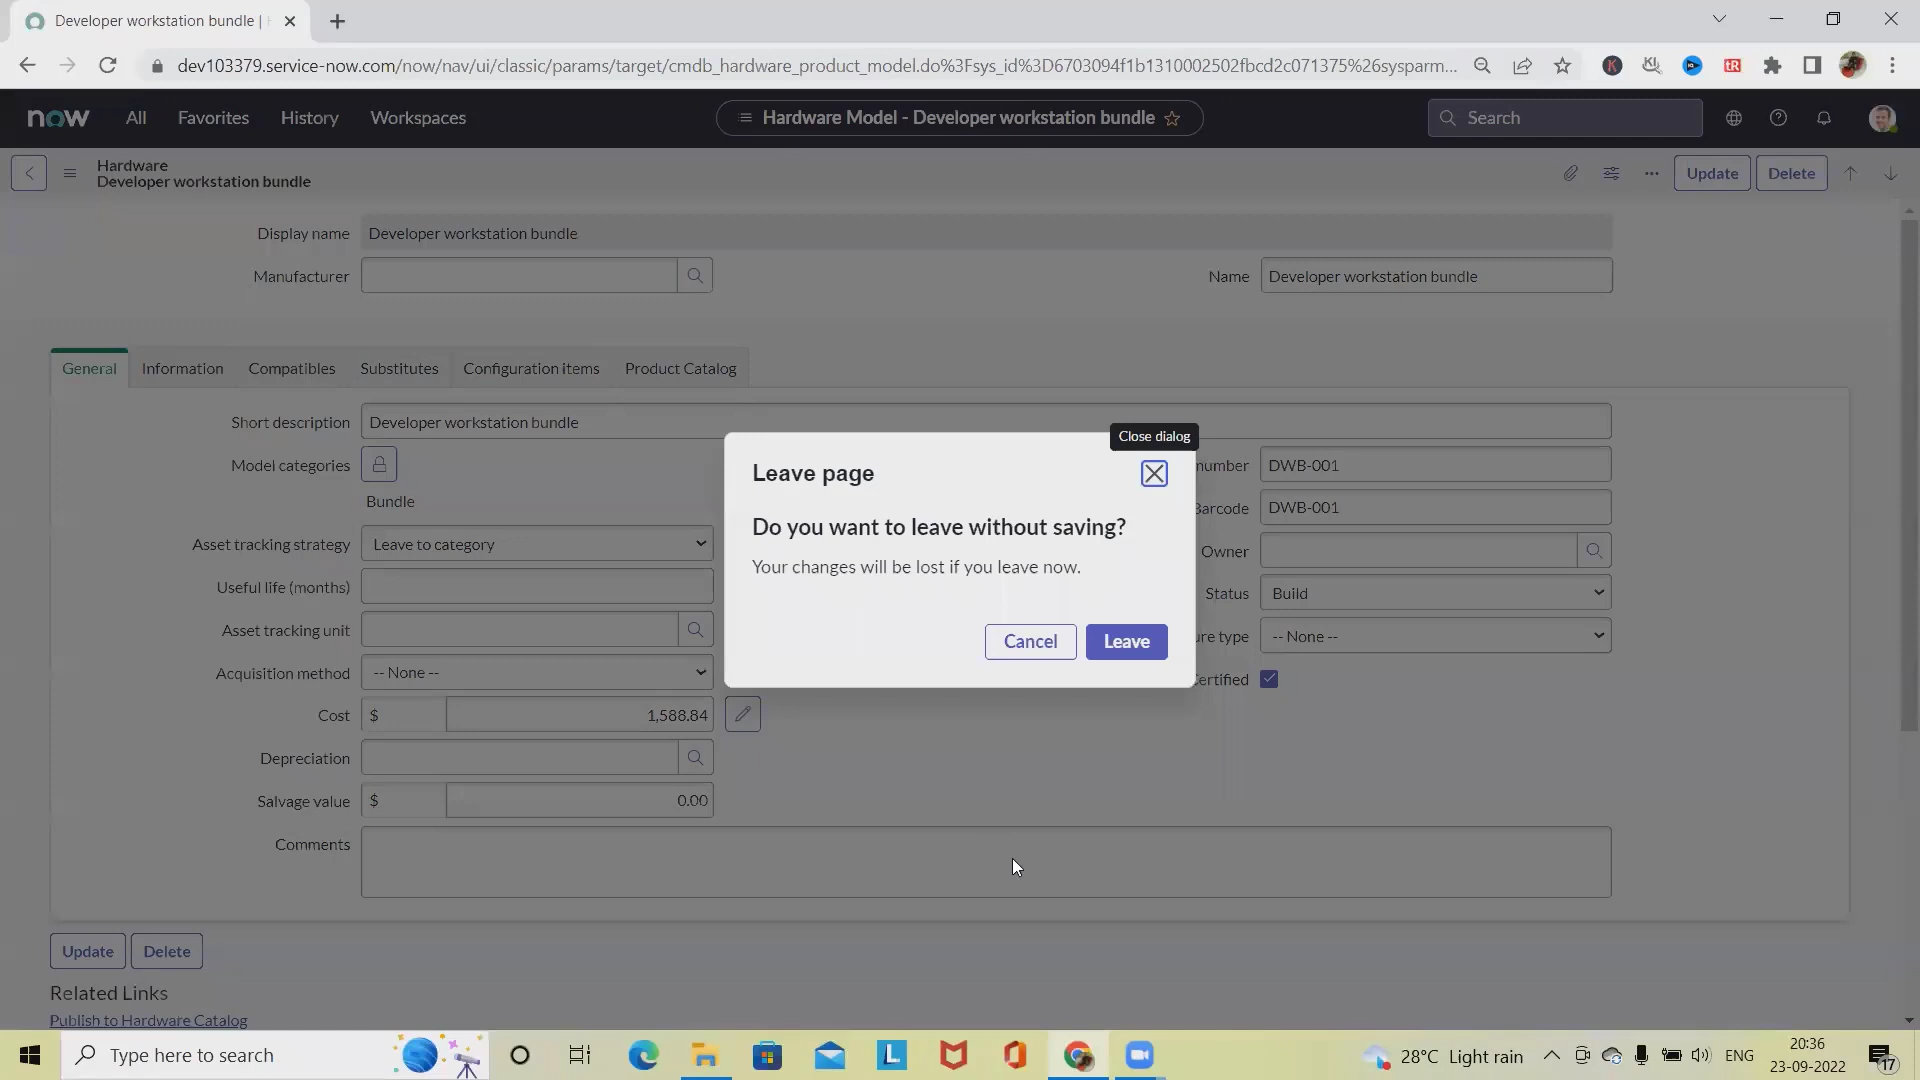 Developer workstation bundle |
dev103379.service-now.com/now/nav/ui/classic/params/target/cmdb_hardware_product_model.do%3Fsys_id%3D6703094f1b1310002502fbcd2c071375%26sysparm...
now All Favorites History Workspaces Hardware Model - Developer workstation bundle Search
Hardware
Developer workstation bundle
Update Delete
Display name Developer workstation bundle
Manufacturer Name Developer workstation bundle
General Information Compatibles Substitutes Configuration items Product Catalog
Short description Developer workstation bundle
Close dialog
Model categories number DWB-001
Leave page
Bundle Barcode DWB-001
Do you want to leave without saving?
Asset tracking strategy Leave to category Owner
Your changes will be lost if you leave now.
Useful life (months) Status Build
Asset tracking unit ure type -- None --
Cancel Leave
Acquisition method -- None -- Certified
Cost $ 1,588.84
Depreciation
Salvage value $ 0.00
Comments
Update Delete
Related Links
Publish to Hardware Catalog
Type here to search L 28°C Light rain ENG 20:36
23-09-2022 17